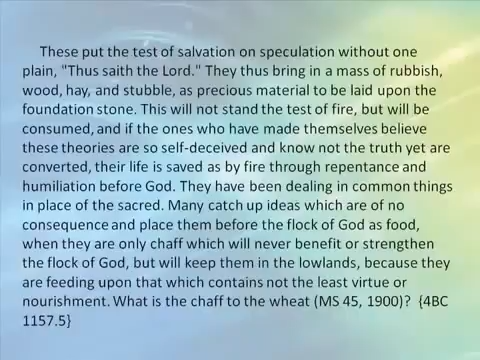 These put the test of salvation on speculation without one
plain, "Thus saith the Lord." They thus bring in a mass of rubbish,
wood, hay, and stubble, as precious material to be laid upon the
foundation stone. This will not stand the test of fire, but will be
consumed, and if the ones who have made themselves believe
these theories are so self-deceived and know not the truth yet are
converted, their life is saved as by fire through repentance and
humiliation before God. They have been dealing in common things
in place of the sacred. Many catch up ideas which are of no
consequence and place them before the flock of God as food,
when they are only chaff which will never benefit or strengthen
the flock of God, but will keep them in the lowlands, because they
are feeding upon that which contains not the least virtue or
nourishment. What is the chaff to the wheat (MS 45, 1900)? {4BC
1157.5}